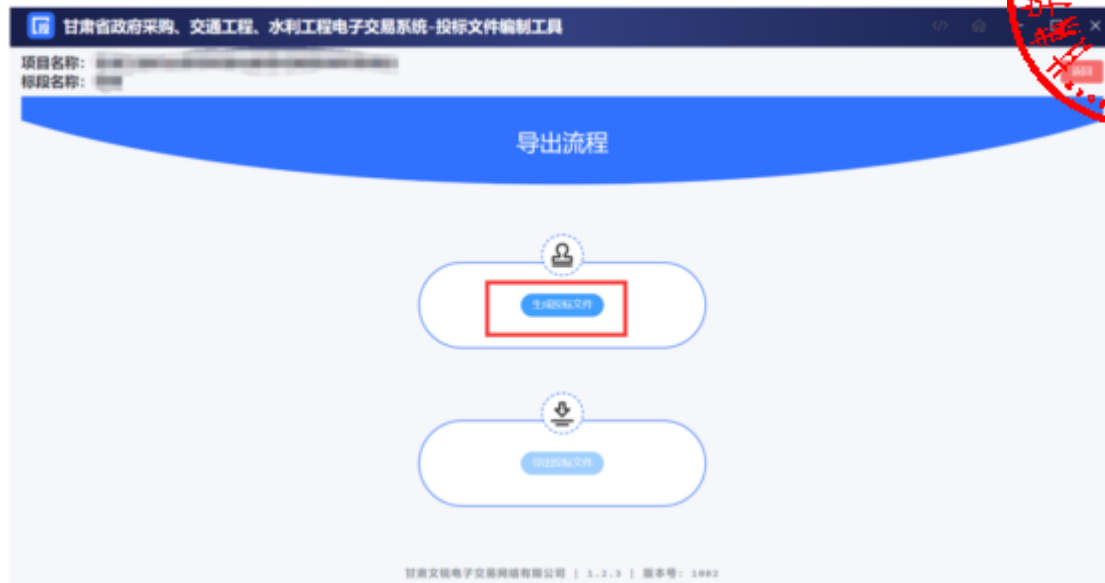 甘肃省政府采购、交通工程、水利工程电子交易系统-投标文件编制工具
项目名称：
标段名称：
返回
导出流程
生成投标文件
导出投标文件
甘肃文锐电子交易网络有限公司 | 1.2.3 | 版本号：1002